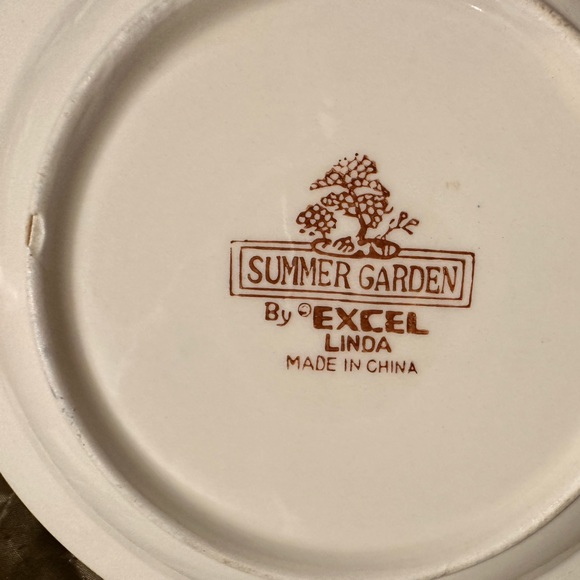 SUMMER GARDEN
By © EXCEL
LINDA
MADE IN CHINA